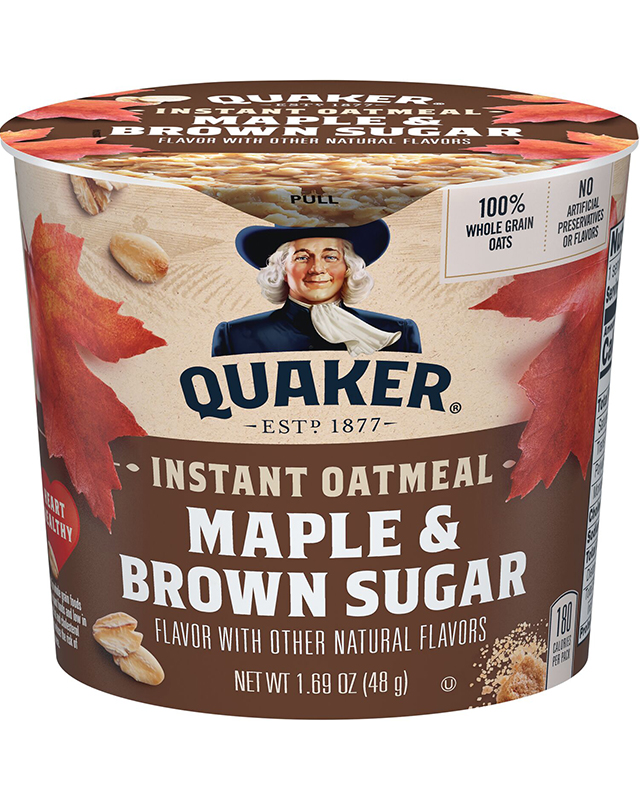 QUAKER®
ESTD 1877
INSTANT OATMEAL
MAPLE &
BROWN SUGAR
FLAVOR WITH OTHER NATURAL FLAVORS
PULL
100%
WHOLE GRAIN
OATS
NO
ARTIFICIAL
PRESERVATIVES
OR FLAVORS
QUAKER®
-ESTD 1877-
INSTANT OATMEAL
MAPLE &
BROWN SUGAR
FLAVOR WITH OTHER NATURAL FLAVORS
NET WT 1.69 OZ (48 g)
U
180
CALORIES
PER PACK